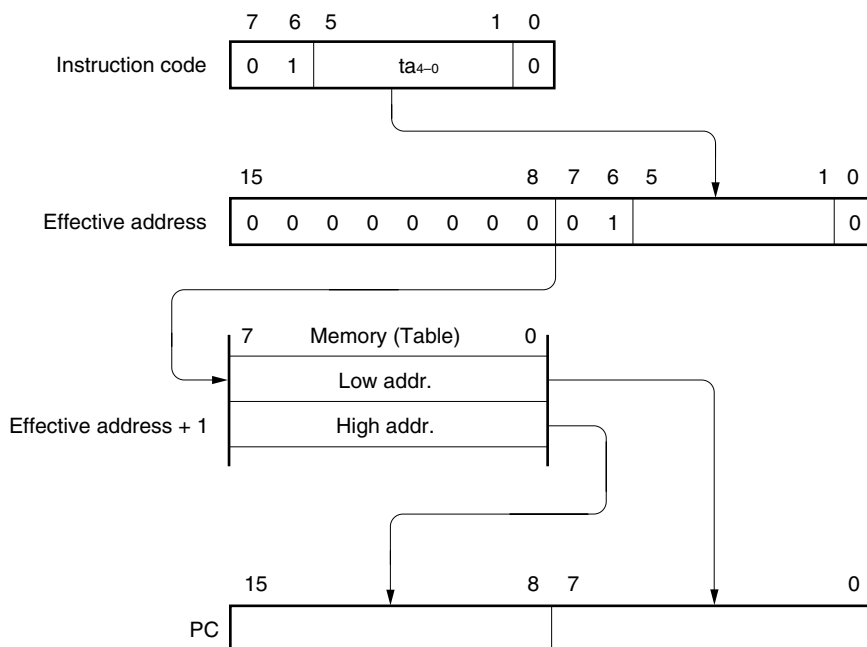 7 6 5 1 0
Instruction code 0 1 ta4–0 0
15 8 7 6 5 1 0
Effective address 0 0 0 0 0 0 0 0 0 1 0
7 Memory (Table) 0
Low addr.
Effective address + 1 High addr.
15 8 7 0
PC